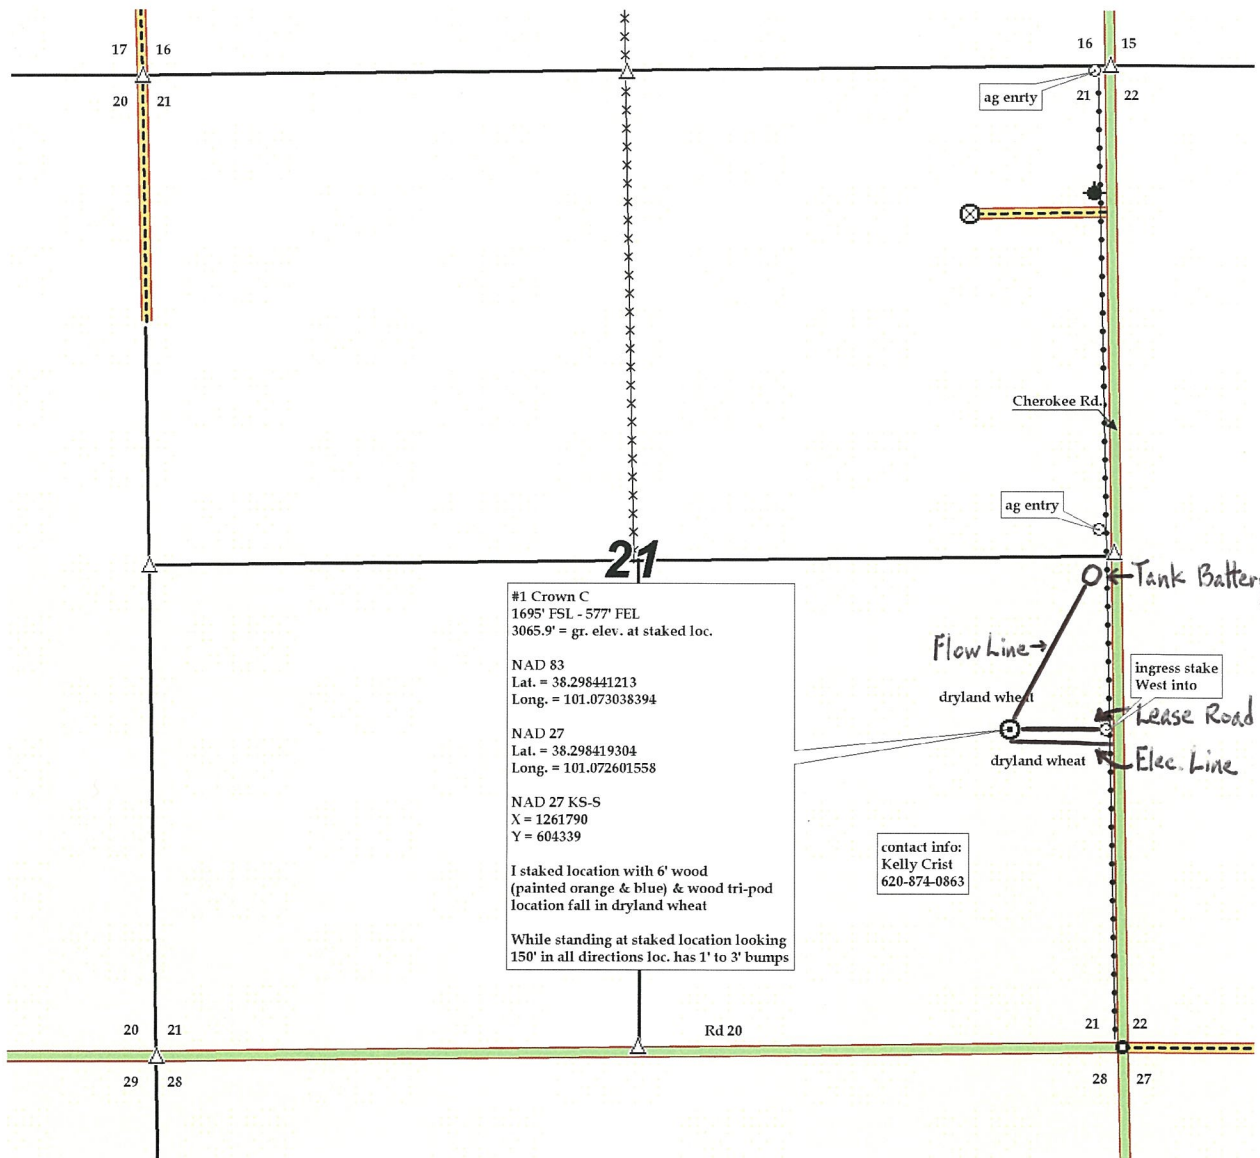 17 16
16 15
20 21
ag enrty
21 22
Cherokee Rd.
ag entry
21
Tank Batter
#1 Crown C
1695' FSL - 577' FEL
3065.9' = gr. elev. at staked loc.
NAD 83
Lat. = 38.298441213
Long. = 101.073038394
NAD 27
Lat. = 38.298419304
Long. = 101.072601558
NAD 27 KS-S
X = 1261790
Y = 604339
I staked location with 6' wood
(painted orange & blue) & wood tri-pod
location fall in dryland wheat
While standing at staked location looking
150' in all directions loc. has 1' to 3' bumps
Flow Line
ingress stake
West into
dryland wheat
Lease Road
dryland wheat
Elec. Line
contact info:
Kelly Crist
620-874-0863
20 21
Rd 20
21 22
29 28
28 27